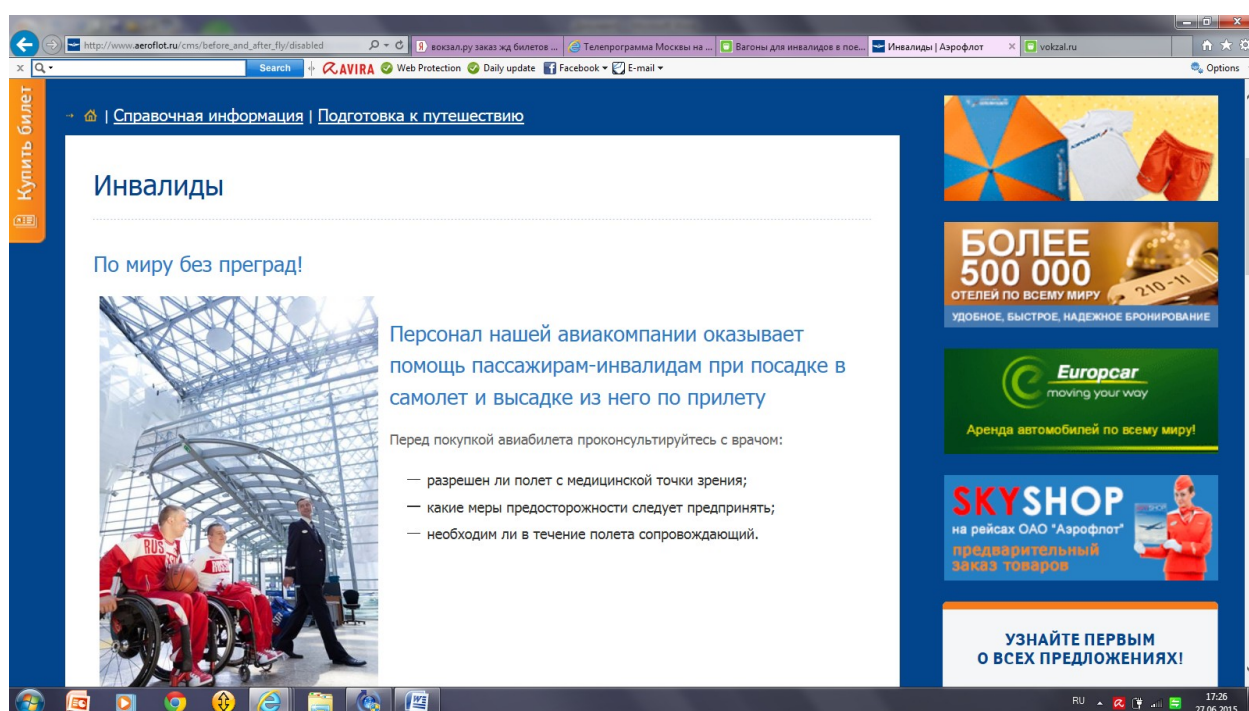 http://www.aeroflot.ru/cms/before_and_after_fly/disabled
вокзал.ру заказ жд билетов ...
Телепрограмма Москвы на ...
Вагоны для инвалидов в пое...
Инвалиды | Аэрофлот
vokzal.ru
Search
AVIRA
Web Protection
Daily update
Facebook
E-mail
Options
Купить билет
| Справочная информация | Подготовка к путешествию
Инвалиды
По миру без преград!
Персонал нашей авиакомпании оказывает
помощь пассажирам-инвалидам при посадке в
самолет и высадке из него по прилету
Перед покупкой авиабилета проконсультируйтесь с врачом:
— разрешен ли полет с медицинской точки зрения;
— какие меры предосторожности следует предпринять;
— необходим ли в течение полета сопровождающий.
RUS
RUS
БОЛЕЕ
500 000
ОТЕЛЕЙ ПО ВСЕМУ МИРУ
210-11
УДОБНОЕ, БЫСТРОЕ, НАДЕЖНОЕ БРОНИРОВАНИЕ
Europcar
moving your way
Аренда автомобилей по всему миру!
SKYSHOP
на рейсах ОАО "Аэрофлот"
предварительный
заказ товаров
УЗНАЙТЕ ПЕРВЫМ
О ВСЕХ ПРЕДЛОЖЕНИЯХ!
RU
17:26
27.06.2015